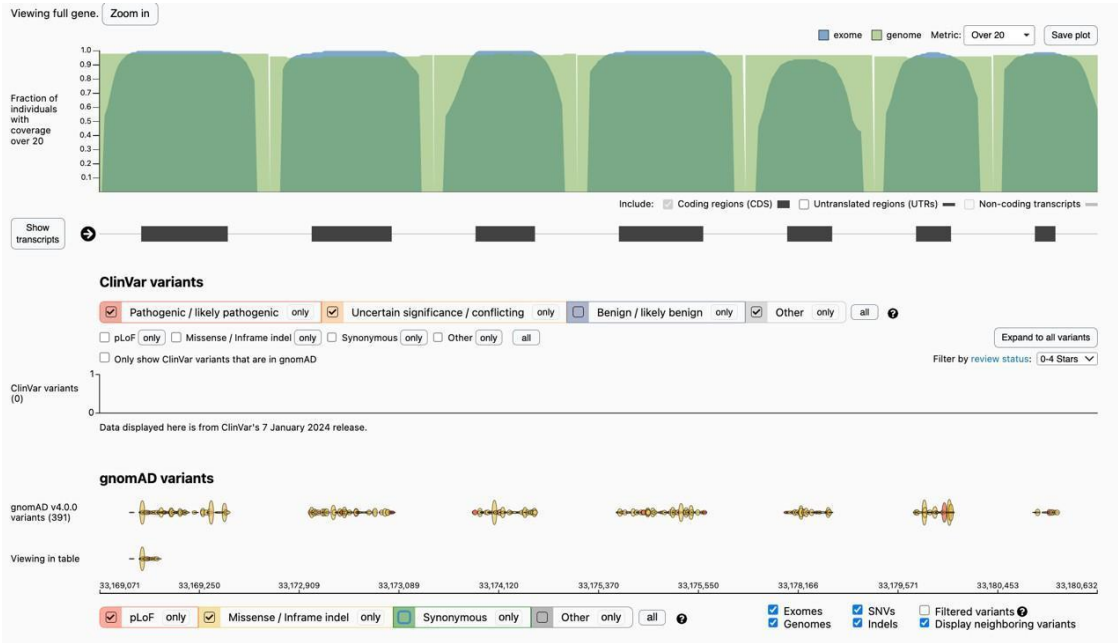 Viewing full gene. Zoom in
exome genome Metric: Over 20 Save plot
1.0
0.9
0.8
0.7
0.6
0.5
0.4
0.3
0.2
0.1
Fraction of
individuals
with
coverage
over 20
Include: Coding regions (CDS) Untranslated regions (UTRs) Non-coding transcripts
Show
transcripts
ClinVar variants
Pathogenic / likely pathogenic only Uncertain significance / conflicting only Benign / likely benign only Other only all ?
pLoF only Missense / Inframe indel only Synonymous only Other only all Expand to all variants
Only show ClinVar variants that are in gnomAD Filter by review status: 0-4 Stars
1
ClinVar variants
(0)
0
Data displayed here is from ClinVar's 7 January 2024 release.
gnomAD variants
gnomAD v4.0.0
variants (391)
Viewing in table
33,169,071 33,169,250 33,172,909 33,173,089 33,174,120 33,175,370 33,175,550 33,178,166 33,179,571 33,180,453 33,180,632
pLoF only Missense / Inframe indel only Synonymous only Other only all ?
Exomes SNVs Filtered variants ?
Genomes Indels Display neighboring variants